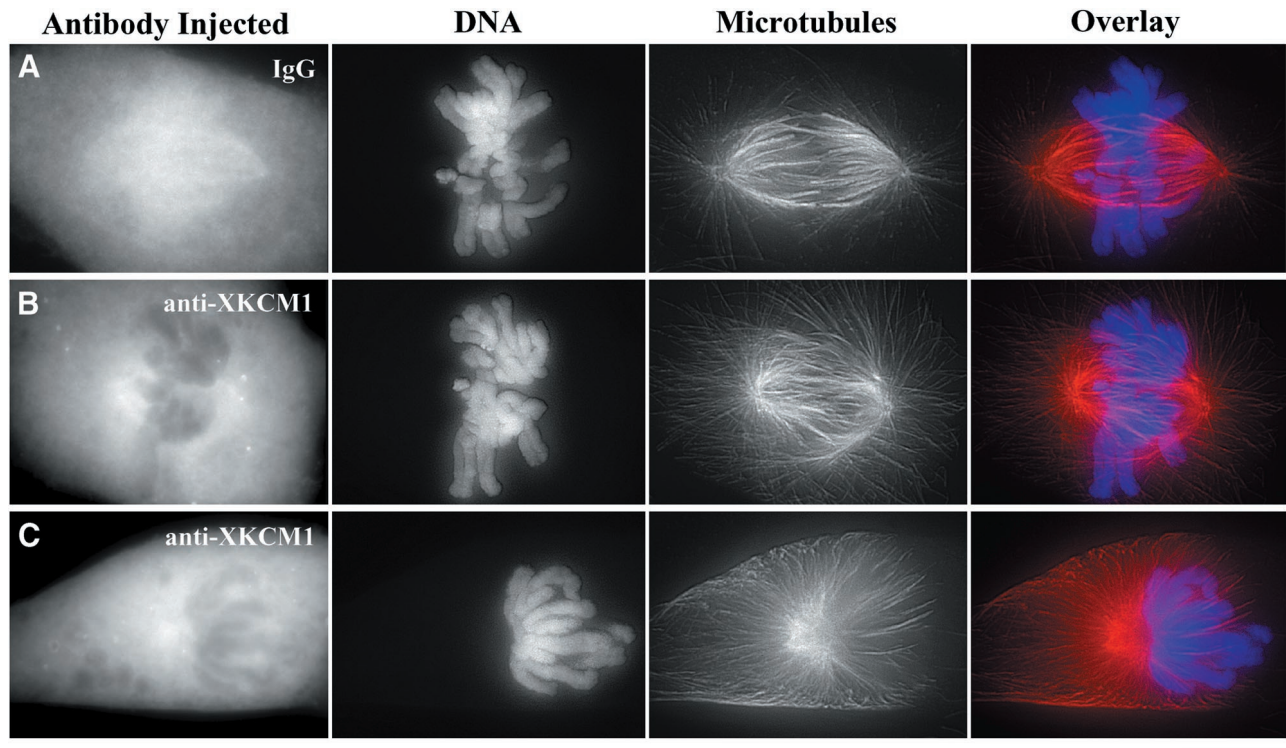 Antibody Injected DNA Microtubules Overlay
A IgG
B anti-XKCM1
C anti-XKCM1